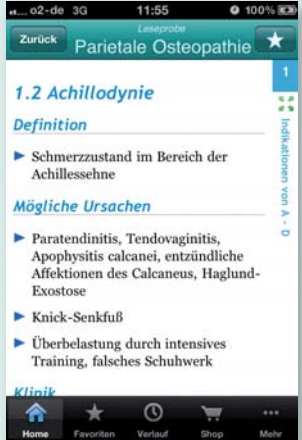 o2-de 3G 11:55 100%
Leseprobe
Zurück Parietale Osteopathie
1
Indikationen von A - D
1.2 Achillodynie
Definition
Schmerzzustand im Bereich der
Achillessehne
Mögliche Ursachen
Paratendinitis, Tendovaginitis,
Apophysitis calcanei, entzündliche
Affektionen des Calcaneus, Haglund-
Exostose
Knick-Senkfuß
Überbelastung durch intensives
Training, falsches Schuhwerk
Klinik
Home Favoriten Verlauf Shop Mehr